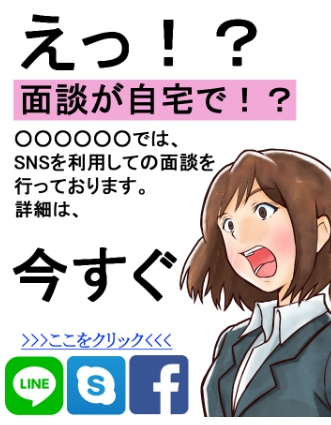 えっ！？
面談が自宅で！？
〇〇〇〇〇〇では、
SNSを利用しての面談を
行っております。
詳細は、
今すぐ
>>>ここをクリック<<<
LINE